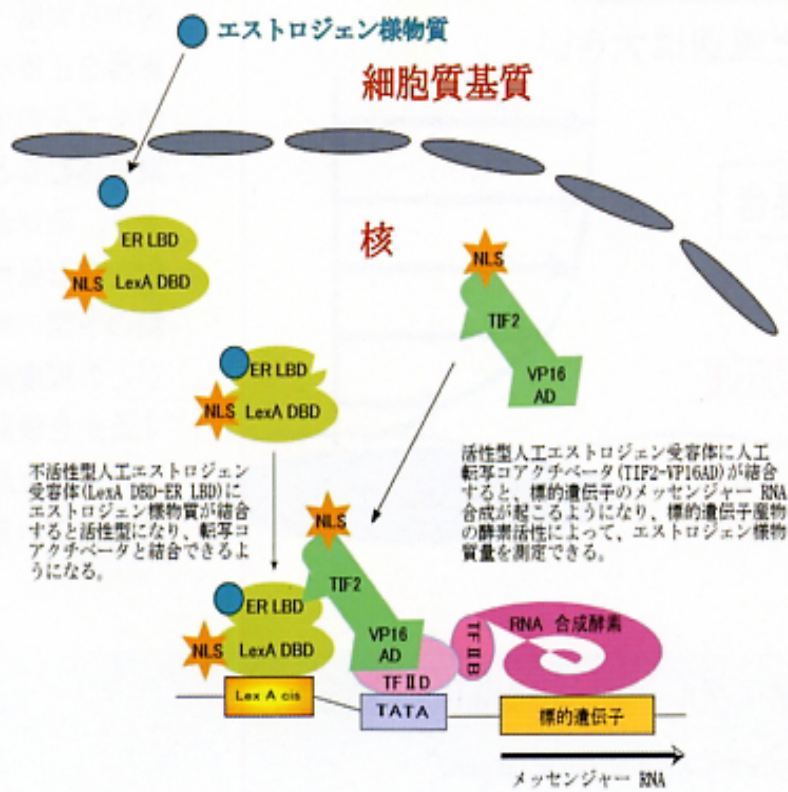 エストロジェン様物質
細胞質基質
核
ER LBD
NLS LexA DBD
NLS
TIF2
VP16
AD
ER LBD
NLS LexA DBD
不活性型人工エストロジェン
受容体(LexA DBD-ER LBD)に
エストロジェン様物質が結合
すると活性型になり、転写コ
アクチベータと結合できるよ
うになる。
活性型人工エストロジェン受容体に人工
転写コアクチベータ(TIF2-VP16AD)が結合
すると、標的遺伝子のメッセンジャー RNA
合成が起こるようになり、標的遺伝子産物
の酵素活性によって、エストロジェン様物
質量を測定できる。
NLS
TIF2
ER LBD
NLS LexA DBD
VP16
AD
TFⅡD
TFⅡB
RNA 合成酵素
Lex A cis
TATA
標的遺伝子
メッセンジャー RNA